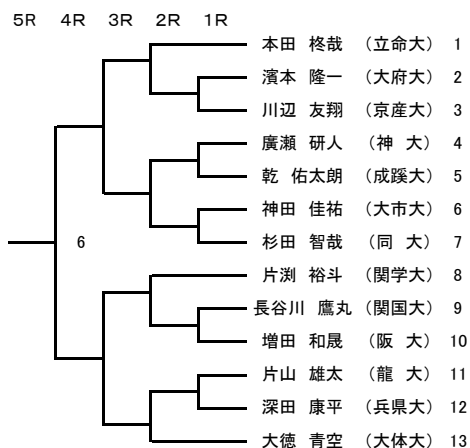 5R 4R 3R 2R 1R
本田 柊哉 (立命大) 1
濱本 隆一 (大府大) 2
川辺 友翔 (京産大) 3
廣瀬 研人 (神 大) 4
乾 佑太朗 (成蹊大) 5
神田 佳祐 (大市大) 6
杉田 智哉 (同 大) 7
6
片渕 裕斗 (関学大) 8
長谷川 鷹丸 (関国大) 9
増田 和晟 (阪 大) 10
片山 雄太 (龍 大) 11
深田 康平 (兵県大) 12
大徳 青空 (大体大) 13